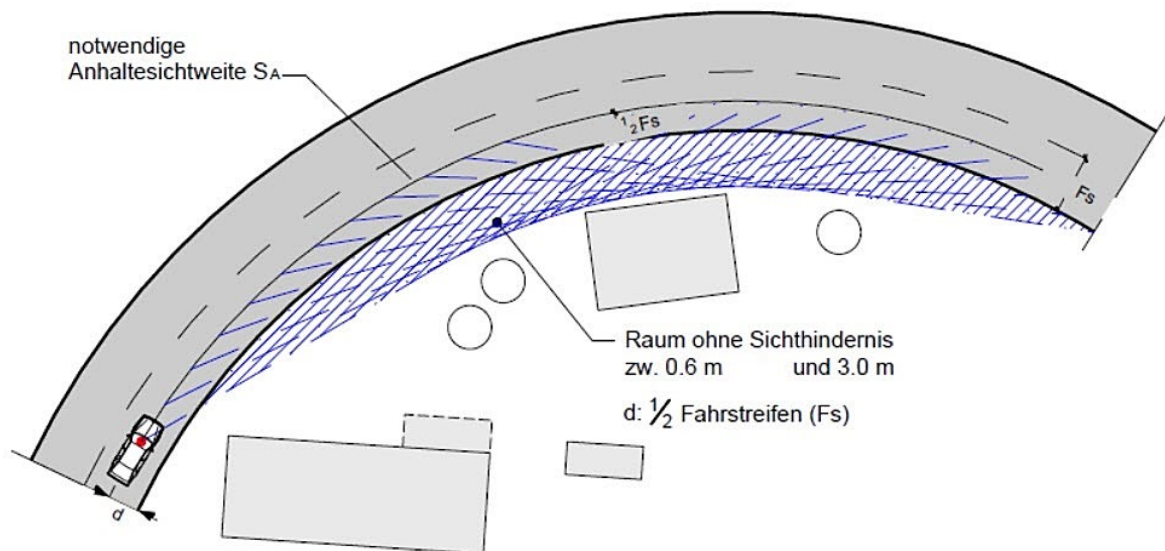 notwendige
Anhaltesichtweite SA
1/2 Fs
Fs
Raum ohne Sichthindernis
zw. 0.6 m und 3.0 m
d: 1/2 Fahrstreifen (Fs)
d